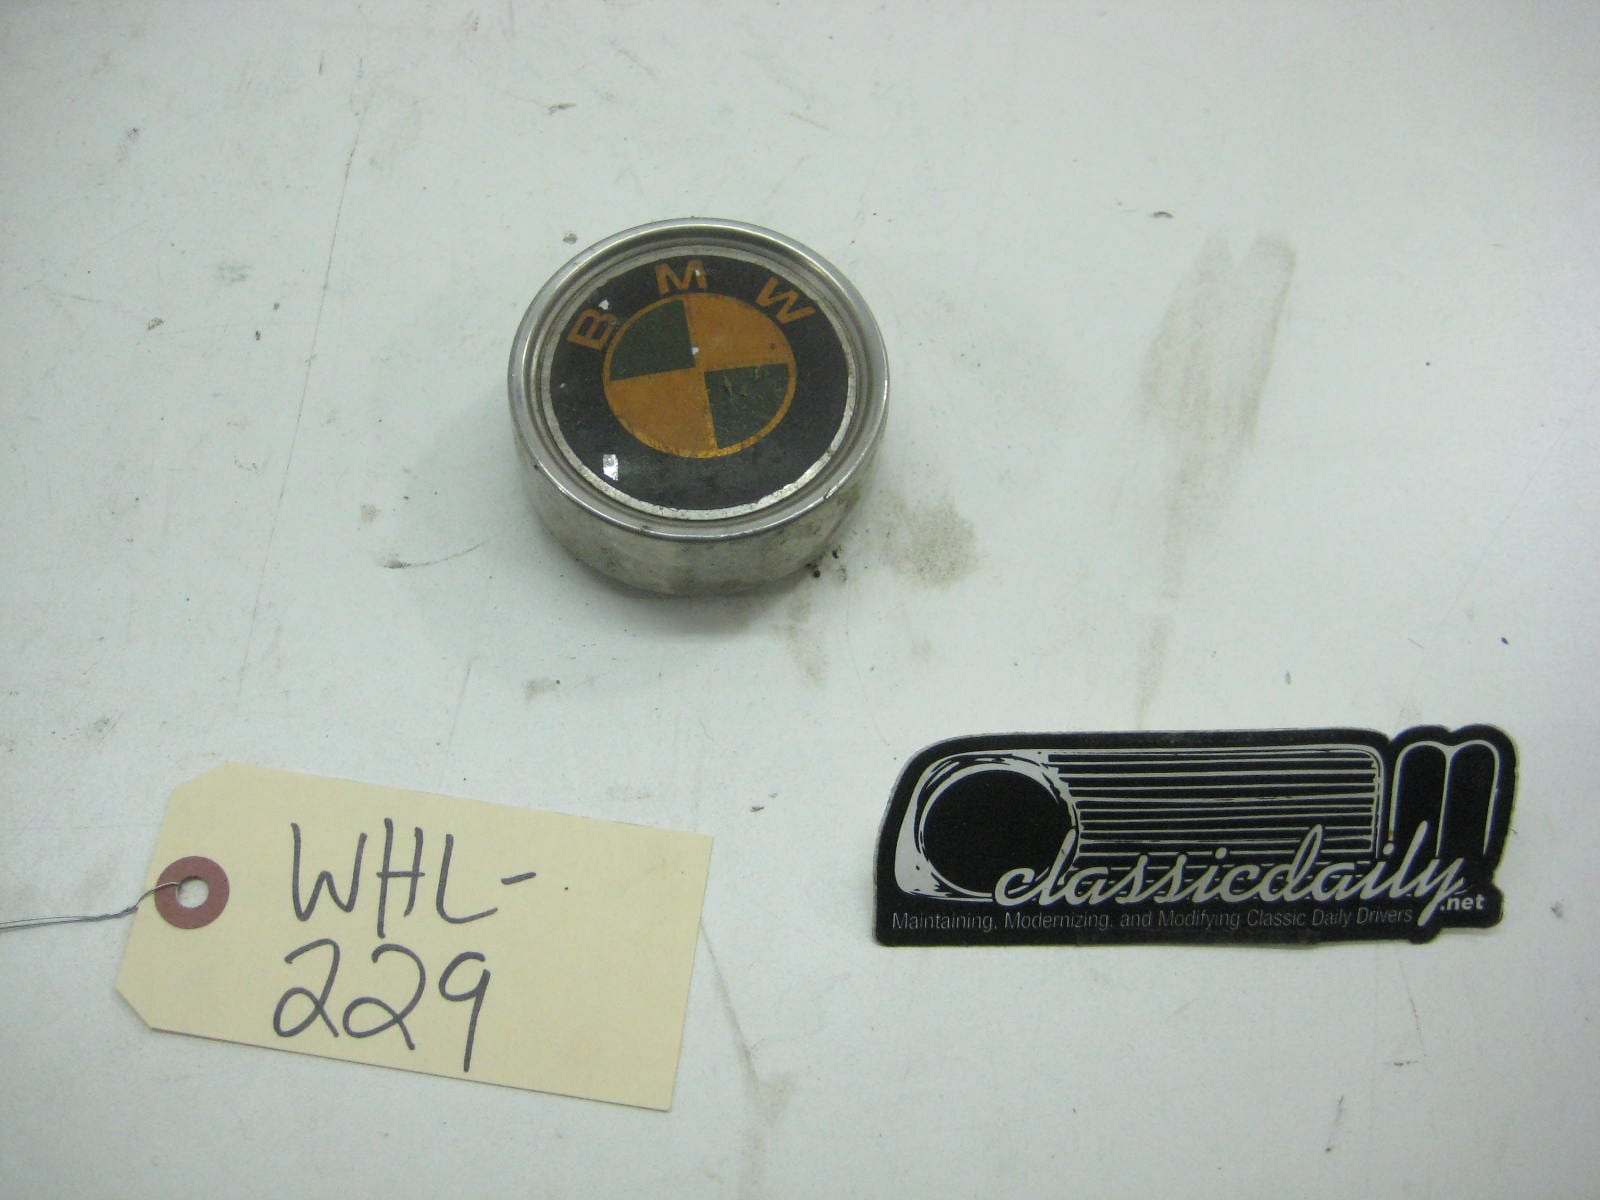 B M W
WHL-
229
classicdaily.net
Maintaining, Modernizing, and Modifying Classic Daily Drivers